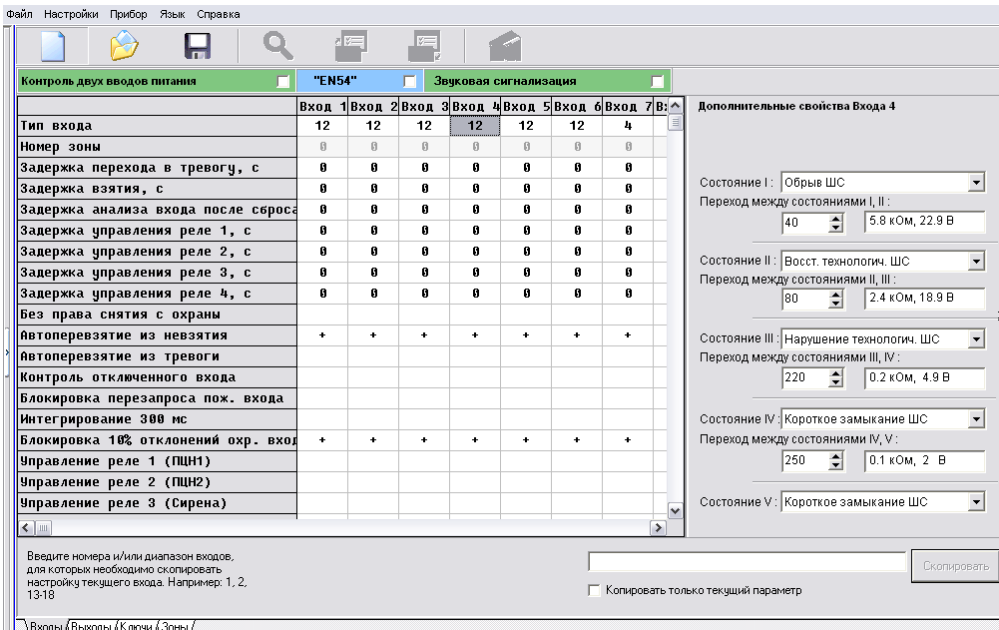 Файл Настройки Прибор Язык Справка
Контроль двух вводов питания "EN54" Звуковая сигнализация
Вход 1 Вход 2 Вход 3 Вход 4 Вход 5 Вход 6 Вход 7
Тип входа 12 12 12 12 12 12 4
Номер зоны 0 0 0 0 0 0 0
Задержка перехода в тревогу, с 0 0 0 0 0 0 0
Задержка взятия, с 0 0 0 0 0 0 0
Задержка анализа входа после сброса 0 0 0 0 0 0 0
Задержка управления реле 1, с 0 0 0 0 0 0 0
Задержка управления реле 2, с 0 0 0 0 0 0 0
Задержка управления реле 3, с 0 0 0 0 0 0 0
Задержка управления реле 4, с 0 0 0 0 0 0 0
Без права снятия с охраны
Автоперевзятие из невзятия + + + + + + +
Автоперевзятие из тревоги
Контроль отключенного входа
Блокировка перезапроса пож. входа
Интегрирование 300 мс
Блокировка 10% отклонений охр. вход + + + + + + +
Управление реле 1 (ПЦН1)
Управление реле 2 (ПЦН2)
Управление реле 3 (Сирена)
Дополнительные свойства Входа 4
Состояние I : Обрыв ШС
Переход между состояниями I, II :
40 5.8 кОм, 22.9 В
Состояние II : Восст. технологич. ШС
Переход между состояниями II, III :
80 2.4 кОм, 18.9 В
Состояние III : Нарушение технологич. ШС
Переход между состояниями III, IV :
220 0.2 кОм, 4.9 В
Состояние IV : Короткое замыкание ШС
Переход между состояниями IV, V :
250 0.1 кОм, 2 В
Состояние V : Короткое замыкание ШС
Введите номера и/или диапазон входов,
для которых необходимо скопировать
настройку текущего входа. Например: 1, 2,
13-18
Скопировать
Копировать только текущий параметр
Входы Выходы Ключи Зоны